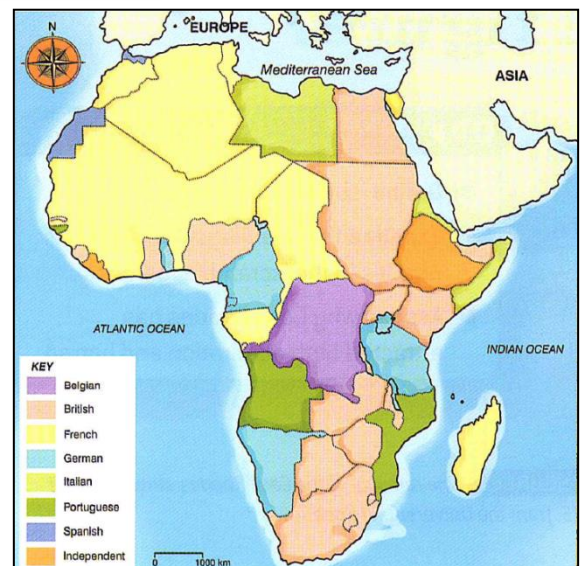 N
EUROPE
Mediterranean Sea
ASIA
ATLANTIC OCEAN
INDIAN OCEAN
KEY
Belgian
British
French
German
Italian
Portuguese
Spanish
Independent
0 1000 km